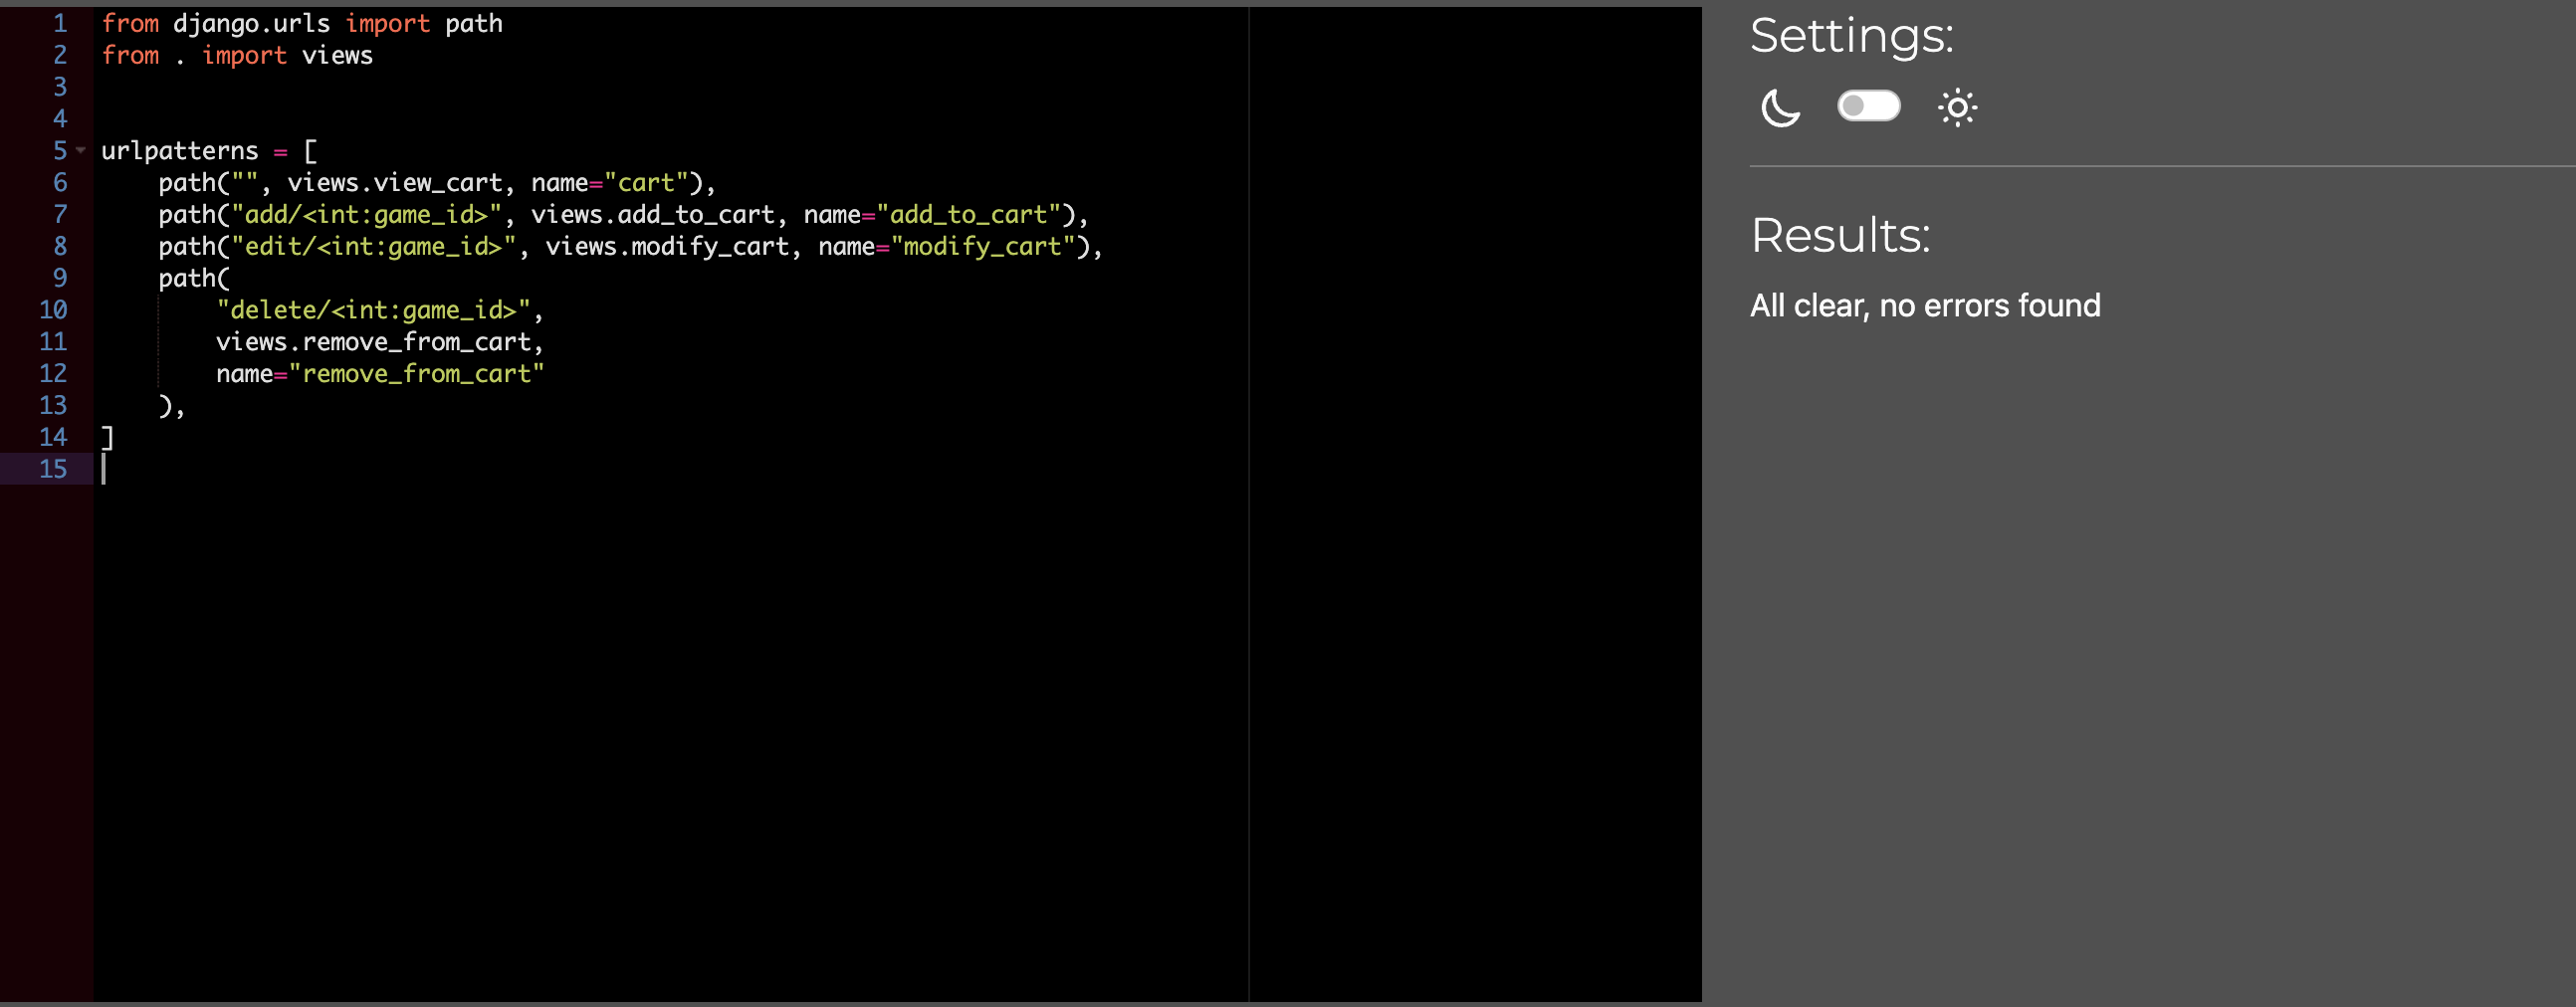 1 from django.urls import path
2 from . import views
3
4
5 urlpatterns = [
6     path("", views.view_cart, name="cart"),
7     path("add/<int:game_id>", views.add_to_cart, name="add_to_cart"),
8     path("edit/<int:game_id>", views.modify_cart, name="modify_cart"),
9     path(
10         "delete/<int:game_id>",
11         views.remove_from_cart,
12         name="remove_from_cart"
13     ),
14 ]
15
Settings:
Results:
All clear, no errors found